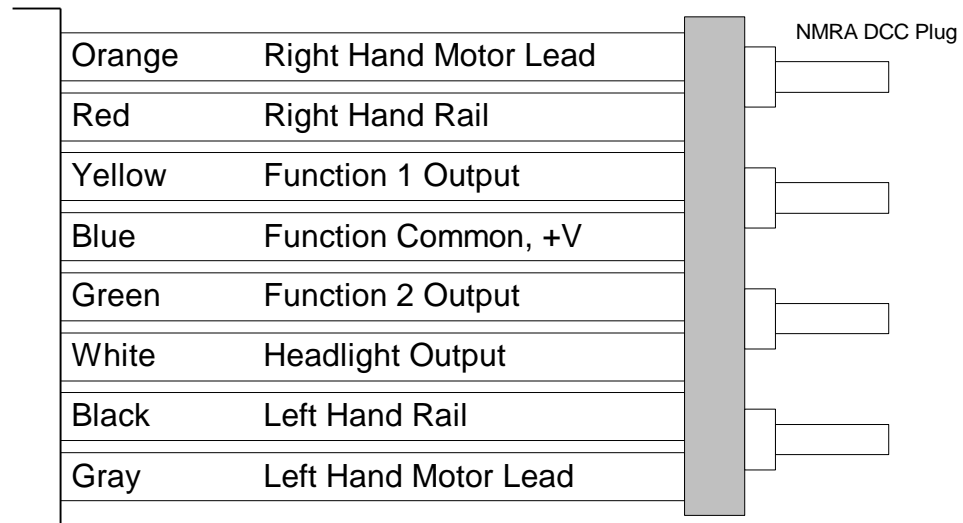 NMRA DCC Plug
Orange Right Hand Motor Lead
Red Right Hand Rail
Yellow Function 1 Output
Blue Function Common, +V
Green Function 2 Output
White Headlight Output
Black Left Hand Rail
Gray Left Hand Motor Lead